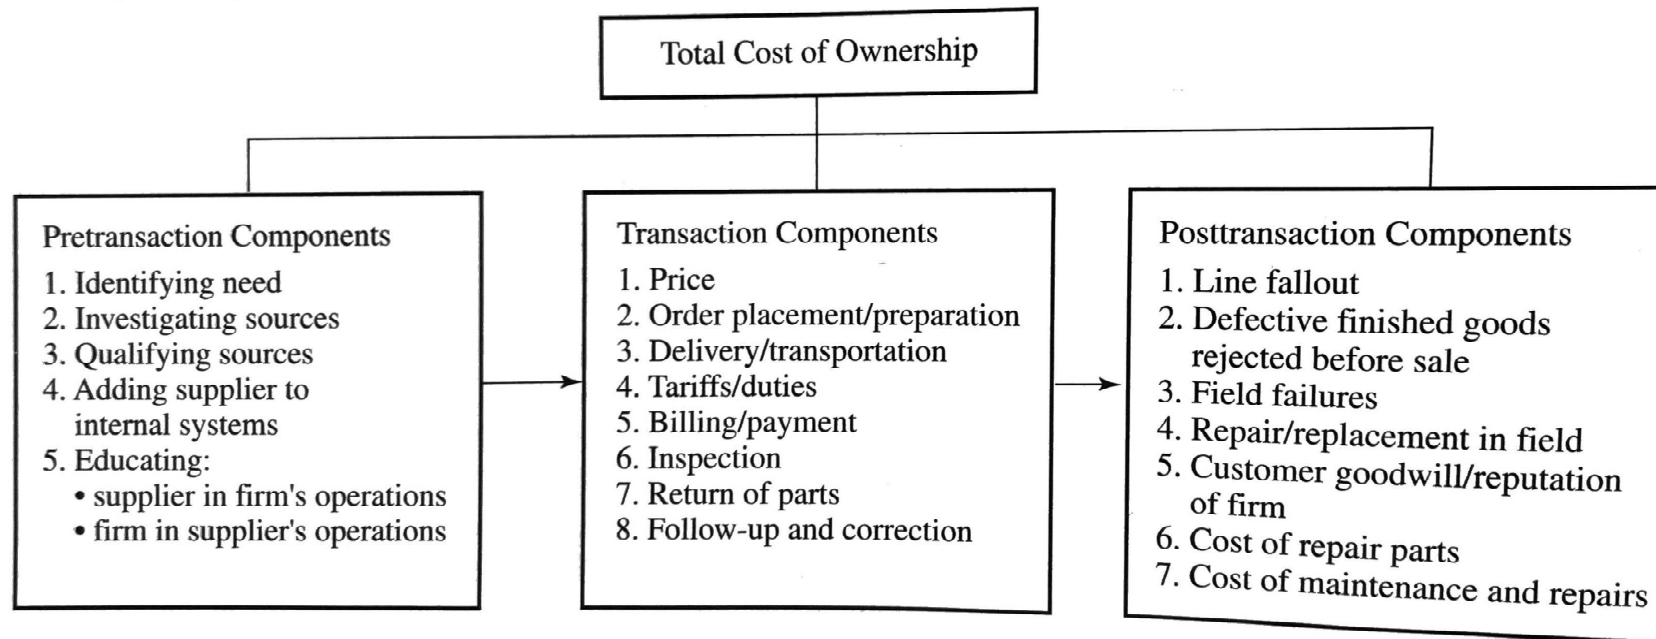 Total Cost of Ownership
Pretransaction Components
1. Identifying need
2. Investigating sources
3. Qualifying sources
4. Adding supplier to
internal systems
5. Educating:
• supplier in firm's operations
• firm in supplier's operations
Transaction Components
1. Price
2. Order placement/preparation
3. Delivery/transportation
4. Tariffs/duties
5. Billing/payment
6. Inspection
7. Return of parts
8. Follow-up and correction
Posttransaction Components
1. Line fallout
2. Defective finished goods
rejected before sale
3. Field failures
4. Repair/replacement in field
5. Customer goodwill/reputation
of firm
6. Cost of repair parts
7. Cost of maintenance and repairs